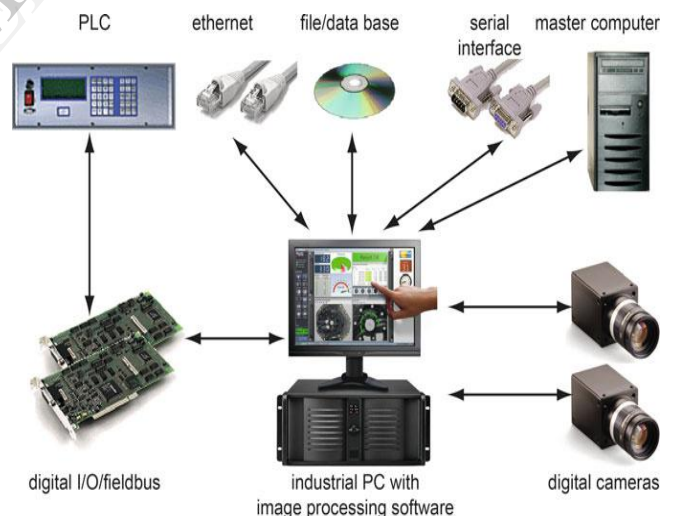 PLC
ethernet
file/data base
serial
interface
master computer
digital I/O/fieldbus
industrial PC with
image processing software
digital cameras